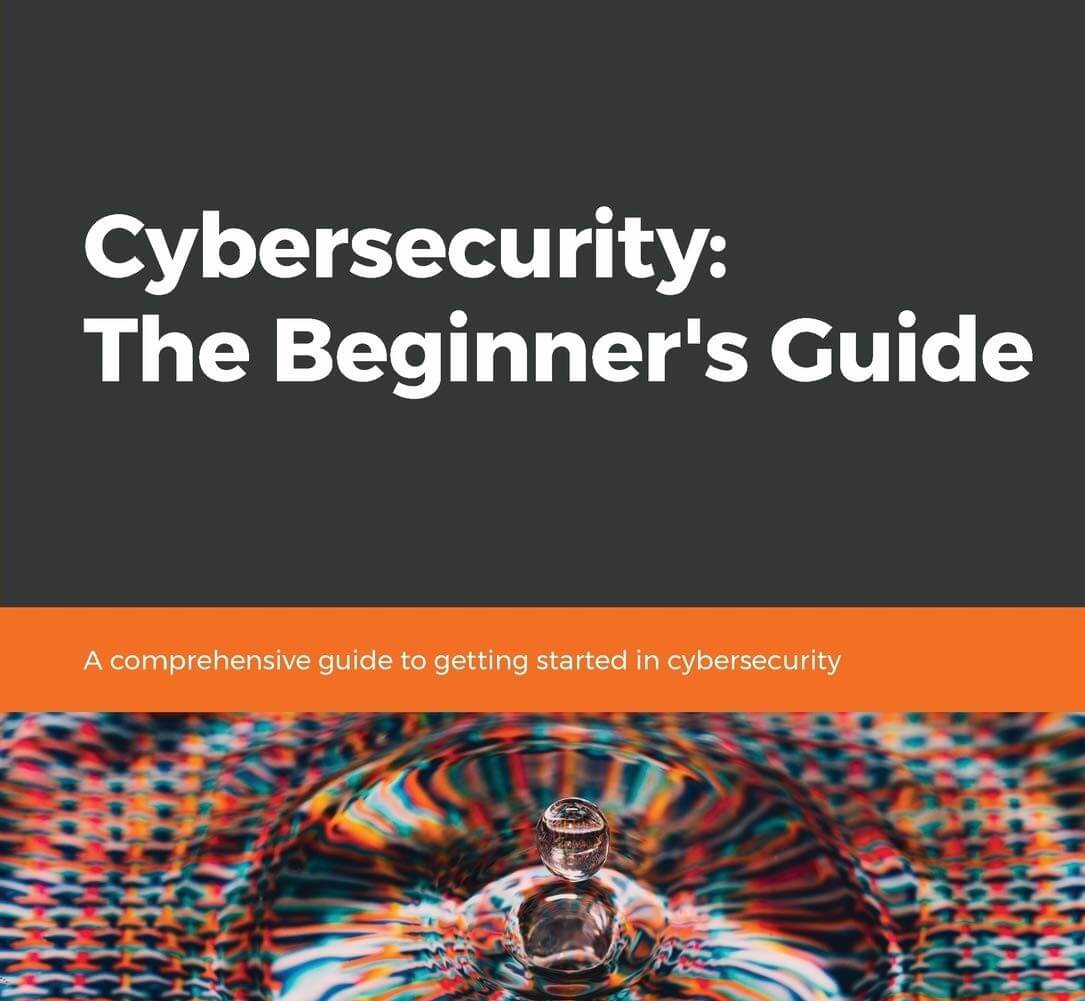 Cybersecurity:
The Beginner's Guide
A comprehensive guide to getting started in cybersecurity